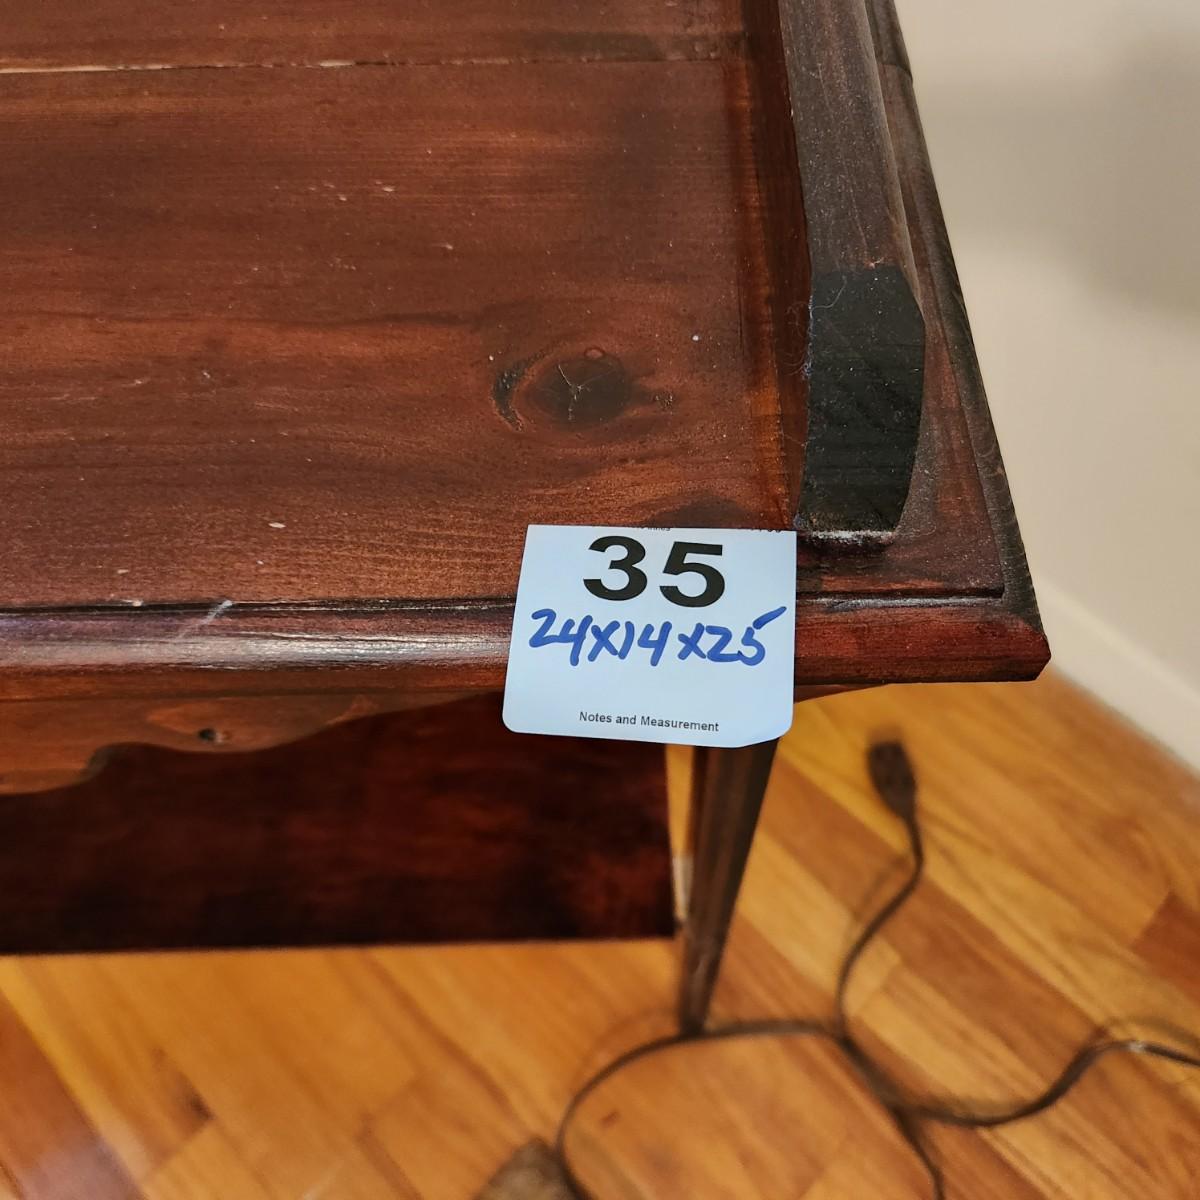 35
24x14x25
Notes and Measurement